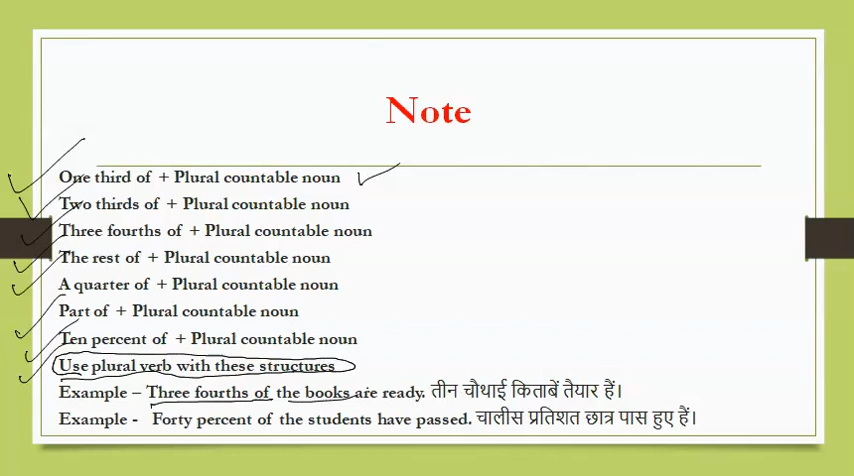 Note
One third of + Plural countable noun
Two thirds of + Plural countable noun
Three fourths of + Plural countable noun
The rest of + Plural countable noun
A quarter of + Plural countable noun
Part of + Plural countable noun
Ten percent of + Plural countable noun
Use plural verb with these structures
Example – Three fourths of the books are ready. तीन चौथाई किताबें तैयार हैं।
Example - Forty percent of the students have passed. चालीस प्रतिशत छात्र पास हुए हैं।